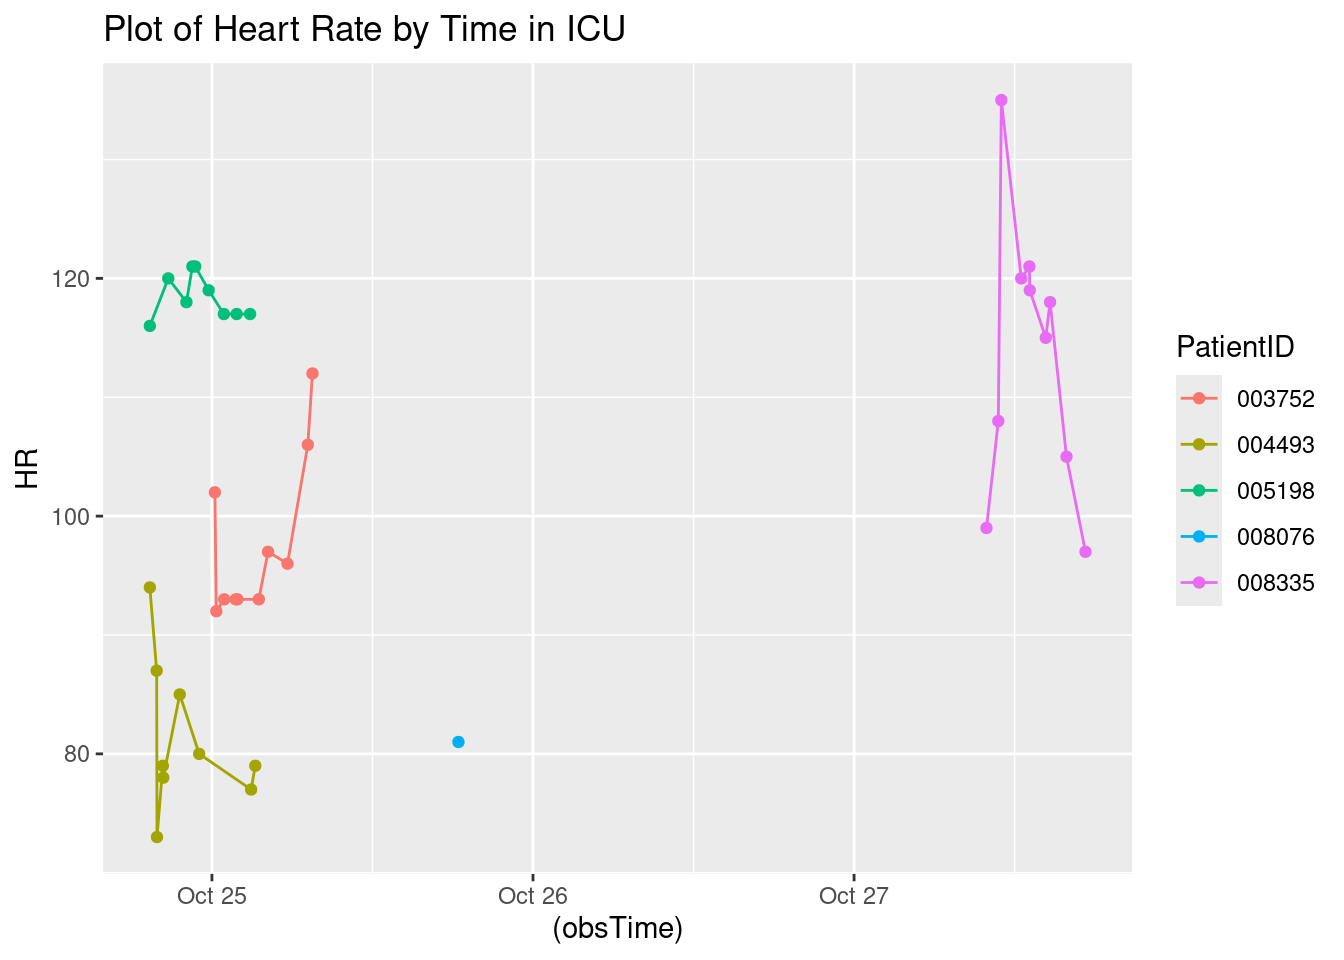 Plot of Heart Rate by Time in ICU
HR
120
100
80
Oct 25
Oct 26
Oct 27
(obsTime)
PatientID
003752
004493
005198
008076
008335